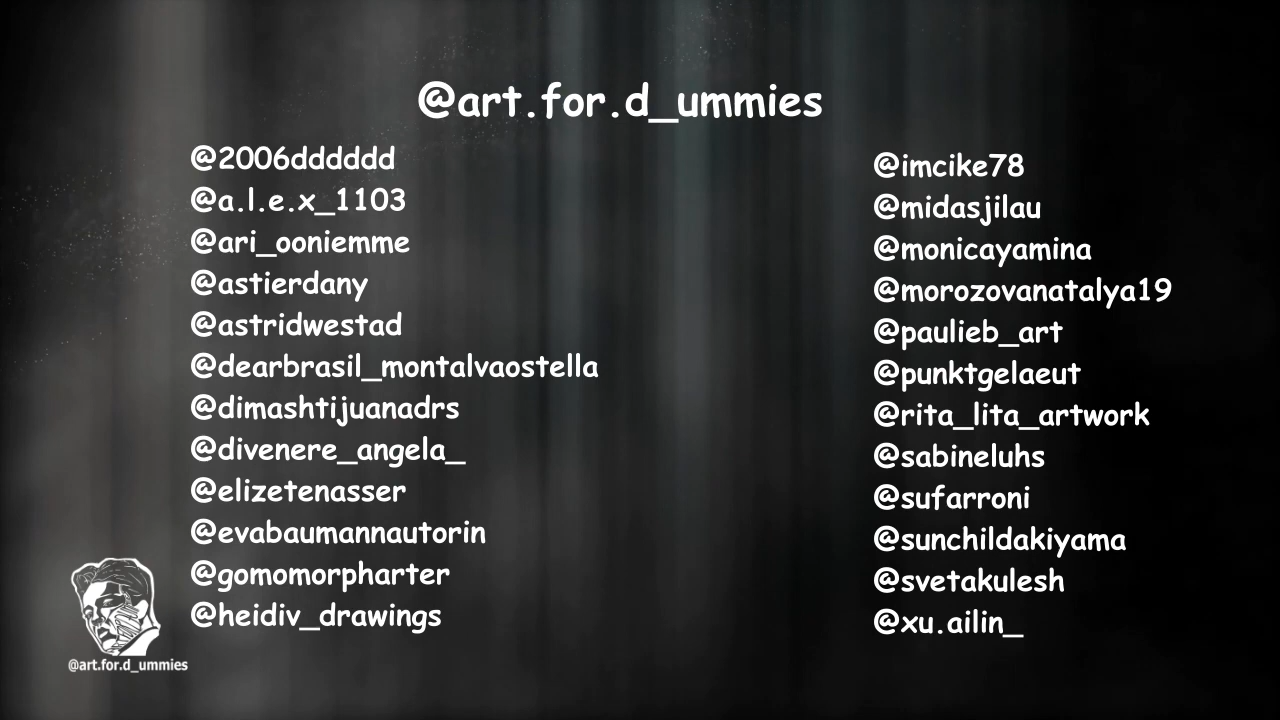 @art.for.d_ummies
@2006dddddd
@a.l.e.x_1103
@ari_ooniemme
@astierdany
@astridwestad
@dearbrasil_montalvaostella
@dimashtijuanadrs
@divenere_angela_
@elizetenasser
@evabaumannautorin
@gomomorpharter
@heidiv_drawings
@imcike78
@midasjilau
@monicayamina
@morozovanatalya19
@paulieb_art
@punktgelaeut
@rita_lita_artwork
@sabineluhs
@sufarroni
@sunchildakiyama
@svetakulesh
@xu.ailin_
@art.for.d_ummies